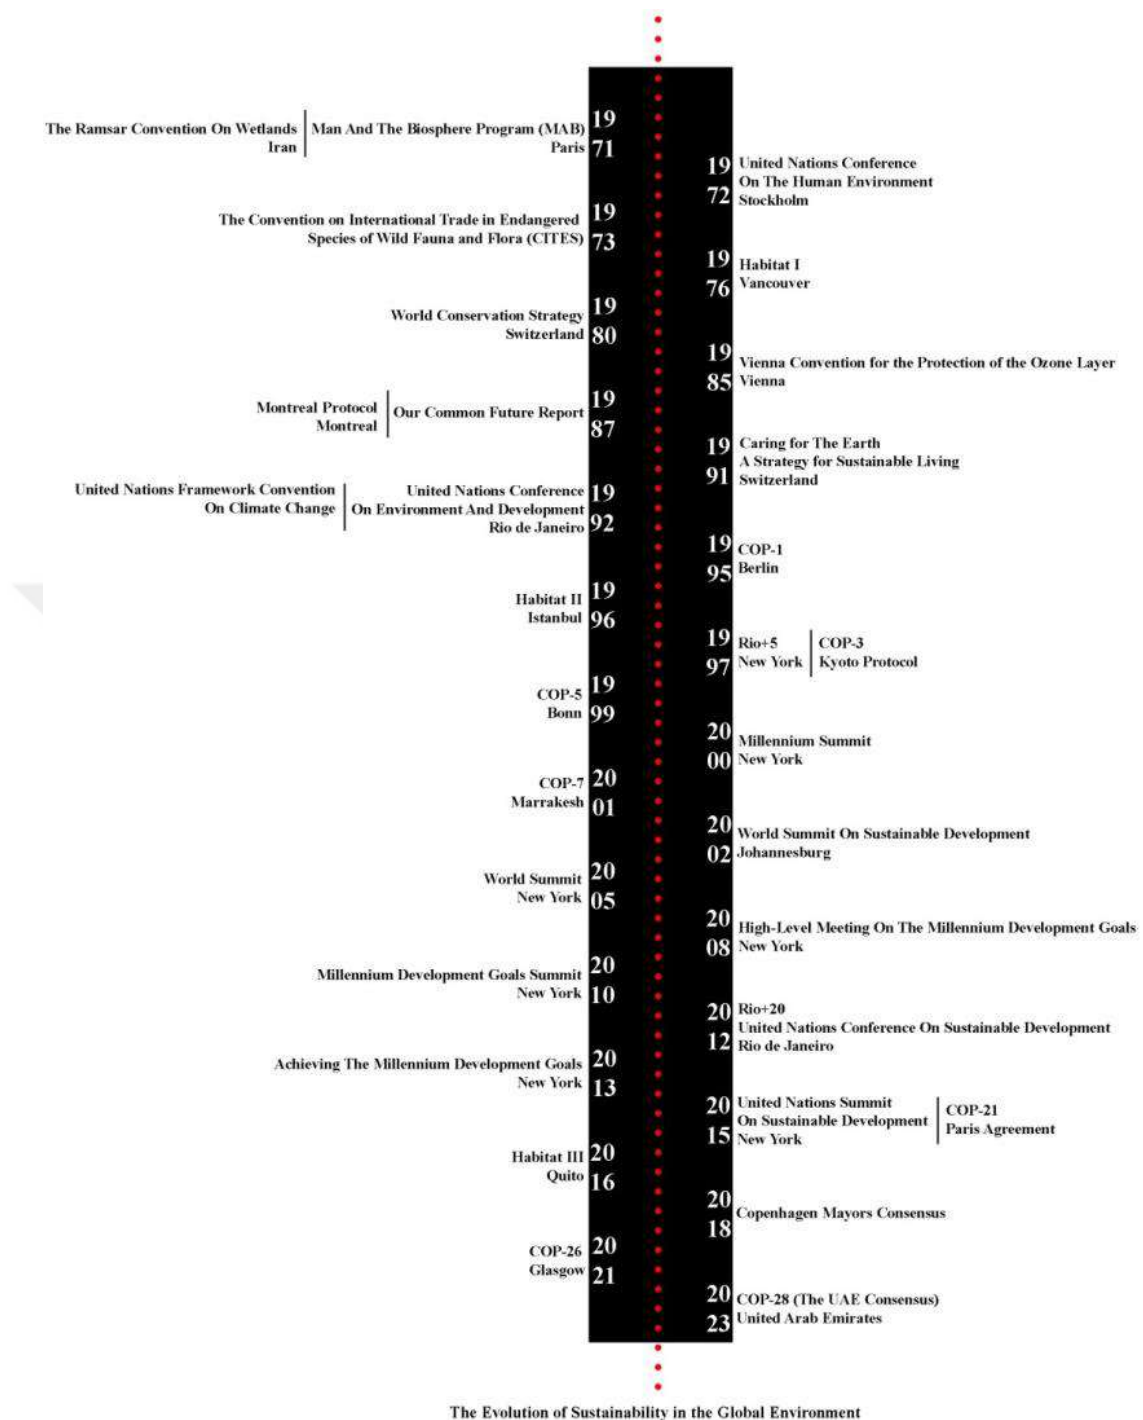 The Ramsar Convention On Wetlands
Iran
Man And The Biosphere Program (MAB)
Paris
19
71
19
72
United Nations Conference
On The Human Environment
Stockholm
The Convention on International Trade in Endangered
Species of Wild Fauna and Flora (CITES)
19
73
19
76
Habitat I
Vancouver
World Conservation Strategy
Switzerland
19
80
19
85
Vienna Convention for the Protection of the Ozone Layer
Vienna
Montreal Protocol
Montreal
Our Common Future Report
19
87
19
91
Caring for The Earth
A Strategy for Sustainable Living
Switzerland
United Nations Framework Convention
On Climate Change
United Nations Conference
On Environment And Development
Rio de Janeiro
19
92
19
95
COP-1
Berlin
Habitat II
Istanbul
19
96
19
97
Rio+5
New York
COP-3
Kyoto Protocol
COP-5
Bonn
19
99
20
00
Millennium Summit
New York
COP-7
Marrakesh
20
01
20
02
World Summit On Sustainable Development
Johannesburg
World Summit
New York
20
05
20
08
High-Level Meeting On The Millennium Development Goals
New York
Millennium Development Goals Summit
New York
20
10
20
12
Rio+20
United Nations Conference On Sustainable Development
Rio de Janeiro
Achieving The Millennium Development Goals
New York
20
13
20
15
United Nations Summit
On Sustainable Development
New York
COP-21
Paris Agreement
Habitat III
Quito
20
16
20
18
Copenhagen Mayors Consensus
COP-26
Glasgow
20
21
20
23
COP-28 (The UAE Consensus)
United Arab Emirates
The Evolution of Sustainability in the Global Environment